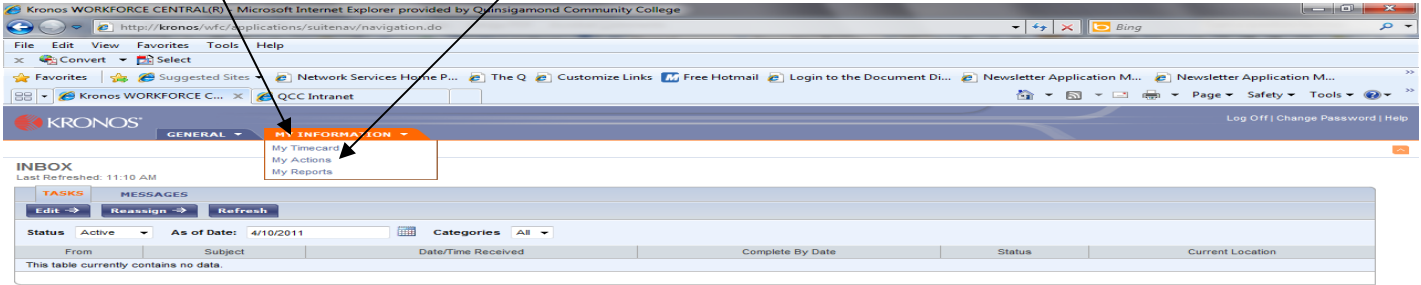 Kronos WORKFORCE CENTRAL(R) - Microsoft Internet Explorer provided by Quinsigamond Community College
http://kronos/wfc/applications/suitenav/navigation.do Bing
File Edit View Favorites Tools Help
Convert Select
Favorites Suggested Sites Network Services Home P... The Q Customize Links Free Hotmail Login to the Document Di... Newsletter Application M... Newsletter Application M...
Kronos WORKFORCE C... QCC Intranet Page Safety Tools
KRONOS Log Off | Change Password | Help
GENERAL MY INFORMATION
My Timecard
My Actions
My Reports
INBOX
Last Refreshed: 11:10 AM
TASKS MESSAGES
Edit Reassign Refresh
Status Active As of Date: 4/10/2011 Categories All
From Subject Date/Time Received Complete By Date Status Current Location
This table currently contains no data.